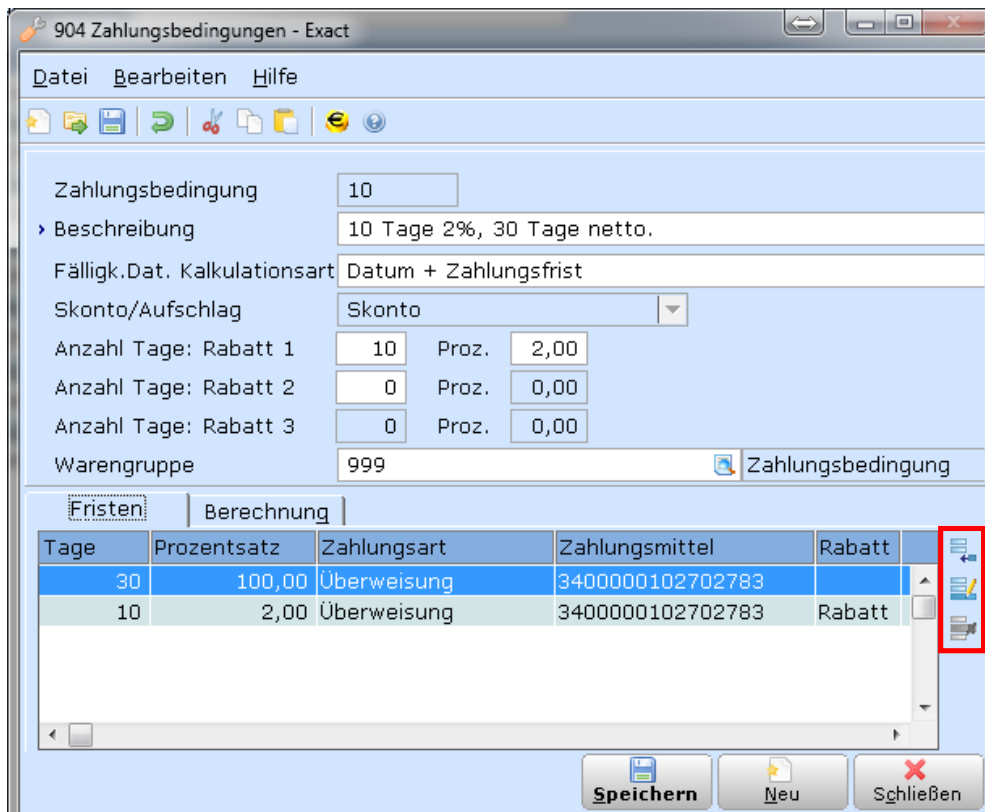 904 Zahlungsbedingungen - Exact
Datei Bearbeiten Hilfe
Zahlungsbedingung 10
Beschreibung 10 Tage 2%, 30 Tage netto.
Fälligk.Dat. Kalkulationsart Datum + Zahlungsfrist
Skonto/Aufschlag Skonto
Anzahl Tage: Rabatt 1 10 Proz. 2,00
Anzahl Tage: Rabatt 2 0 Proz. 0,00
Anzahl Tage: Rabatt 3 0 Proz. 0,00
Warengruppe 999 Zahlungsbedingung
Fristen Berechnung
Tage Prozentsatz Zahlungsart Zahlungsmittel Rabatt
30 100,00 Überweisung 3400000102702783
10 2,00 Überweisung 3400000102702783 Rabatt
Speichern Neu Schließen